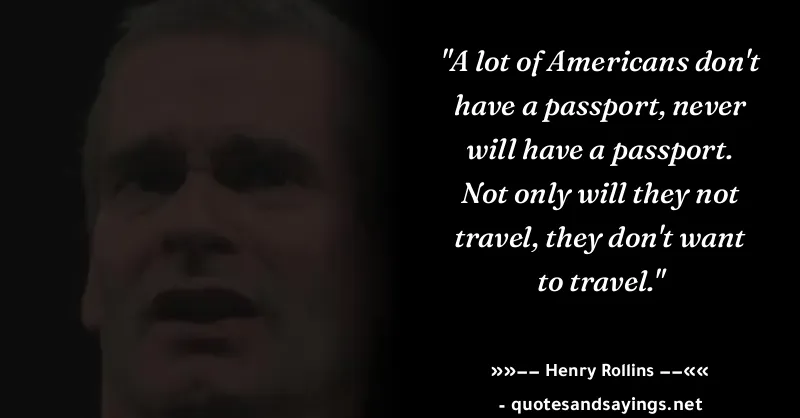 "A lot of Americans don't
have a passport, never
will have a passport.
Not only will they not
travel, they don't want
to travel."
»»−− Henry Rollins −−««
- quotesandsayings.net